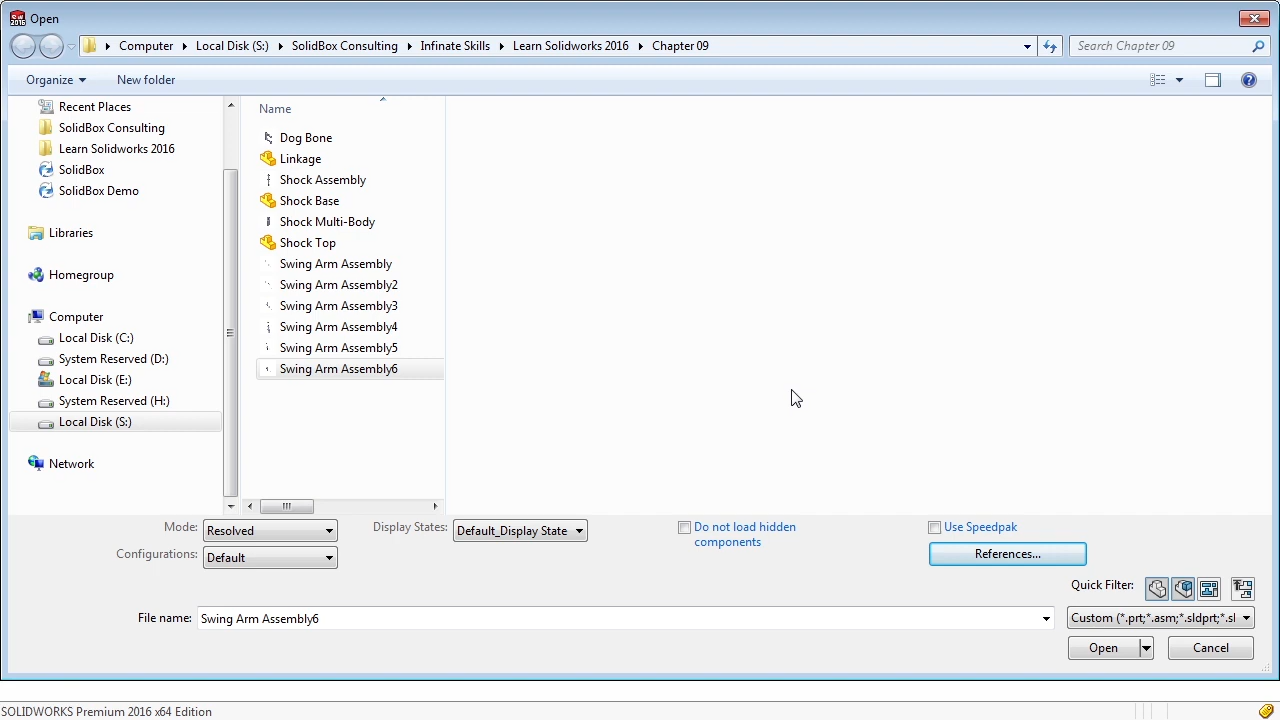 Open
Computer Local Disk (S:) SolidBox Consulting Infinate Skills Learn Solidworks 2016 Chapter 09
Search Chapter 09
Organize New folder
Recent Places
SolidBox Consulting
Learn Solidworks 2016
SolidBox
SolidBox Demo
Libraries
Homegroup
Computer
Local Disk (C:)
System Reserved (D:)
Local Disk (E:)
System Reserved (H:)
Local Disk (S:)
Network
Name
Dog Bone
Linkage
Shock Assembly
Shock Base
Shock Multi-Body
Shock Top
Swing Arm Assembly
Swing Arm Assembly2
Swing Arm Assembly3
Swing Arm Assembly4
Swing Arm Assembly5
Swing Arm Assembly6
Mode: Resolved
Display States: Default_Display State
Do not load hidden
components
Use Speedpak
Configurations: Default
References...
Quick Filter:
File name: Swing Arm Assembly6
Custom (*.prt;*.asm;*.sldprt;*.sl
Open Cancel
SOLIDWORKS Premium 2016 x64 Edition